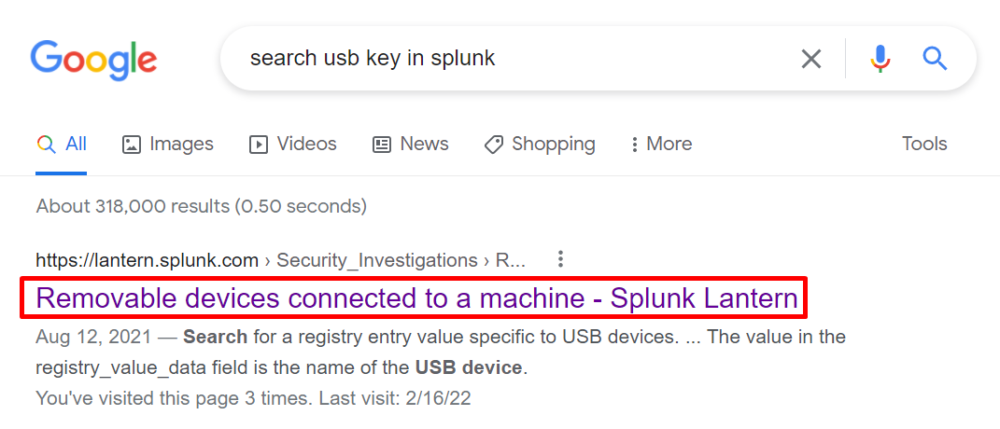 Google
search usb key in splunk
All Images Videos News Shopping More Tools
About 318,000 results (0.50 seconds)
https://lantern.splunk.com › Security_Investigations › R...
Removable devices connected to a machine - Splunk Lantern
Aug 12, 2021 — Search for a registry entry value specific to USB devices. ... The value in the
registry_value_data field is the name of the USB device.
You've visited this page 3 times. Last visit: 2/16/22